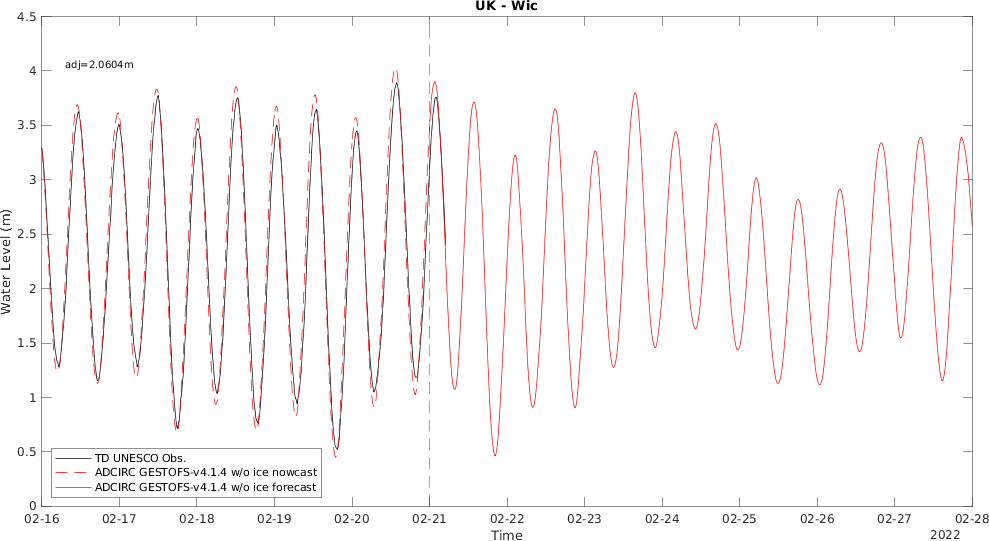 UK - Wic
4.5
4
3.5
3
2.5
2
1.5
1
0.5
0
Water Level (m)
adj=2.0604m
TD UNESCO Obs.
ADCIRC GESTOFS-v4.1.4 w/o ice nowcast
ADCIRC GESTOFS-v4.1.4 w/o ice forecast
02-16 02-17 02-18 02-19 02-20 02-21 02-22 02-23 02-24 02-25 02-26 02-27 02-28
Time
2022